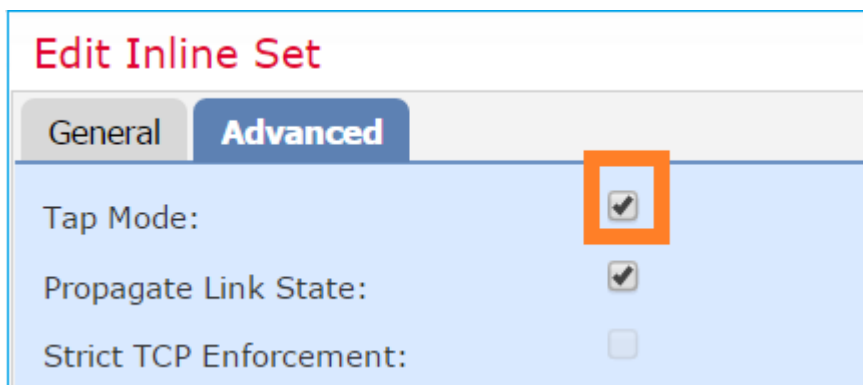 Edit Inline Set
General Advanced
Tap Mode:
Propagate Link State:
Strict TCP Enforcement: